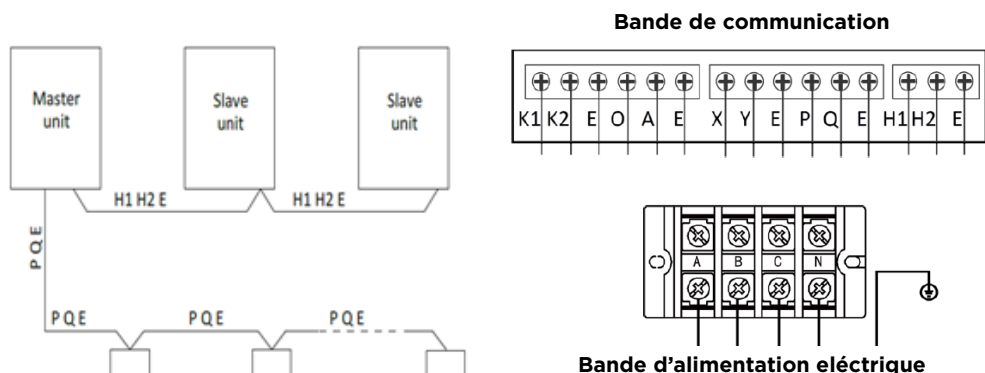 Bande de communication
K1 K2 E O A E X Y E P Q E H1 H2 E
Master
unit
Slave
unit
Slave
unit
H1 H2 E
H1 H2 E
P Q E
P Q E
P Q E
P Q E
A B C N
Bande d'alimentation eléctrique